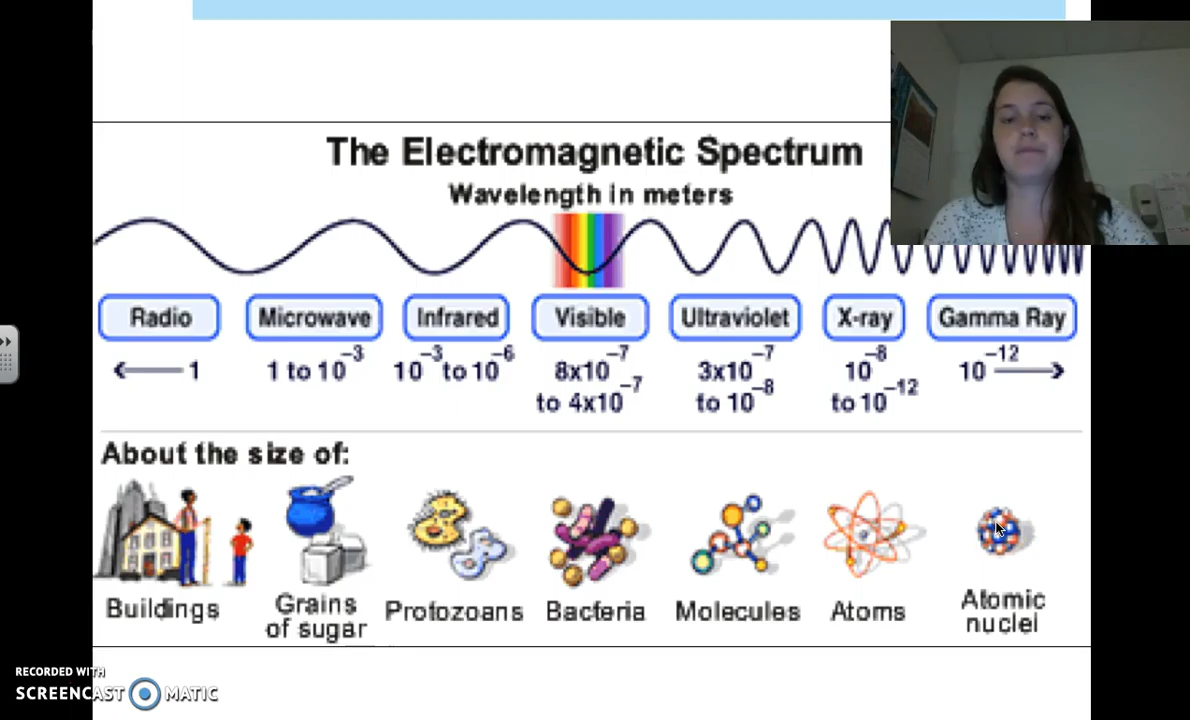 The Electromagnetic Spectrum
Wavelength in meters
Radio Microwave Infrared Visible Ultraviolet X-ray Gamma Ray
1 1 to 10⁻³ 10⁻³ to 10⁻⁶ 8x10⁻⁷ 3x10⁻⁷ 10⁻⁸ 10⁻¹²
to 4x10⁻⁷ to 10⁻⁸ to 10⁻¹²
About the size of:
Buildings Grains Protozoans Bacteria Molecules Atoms Atomic
of sugar nuclei
RECORDED WITH
SCREENCAST MATIC